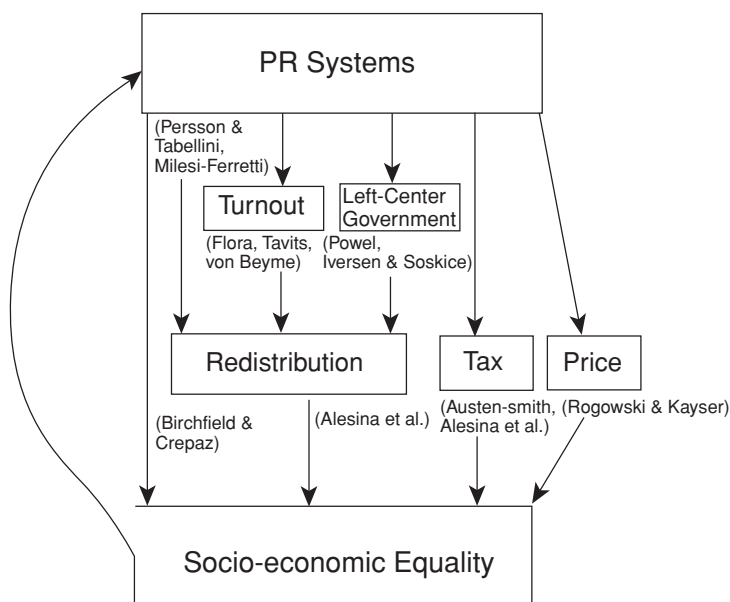 PR Systems
(Persson &
Tabellini,
Milesi-Ferretti)
Turnout
Left-Center
Government
(Flora, Tavits,
von Beyme)
(Powel,
Iversen & Soskice)
Redistribution
Tax
Price
(Birchfield &
Crepaz)
(Alesina et al.)
(Austen-smith,
Alesina et al.)
(Rogowski & Kayser)
Socio-economic Equality